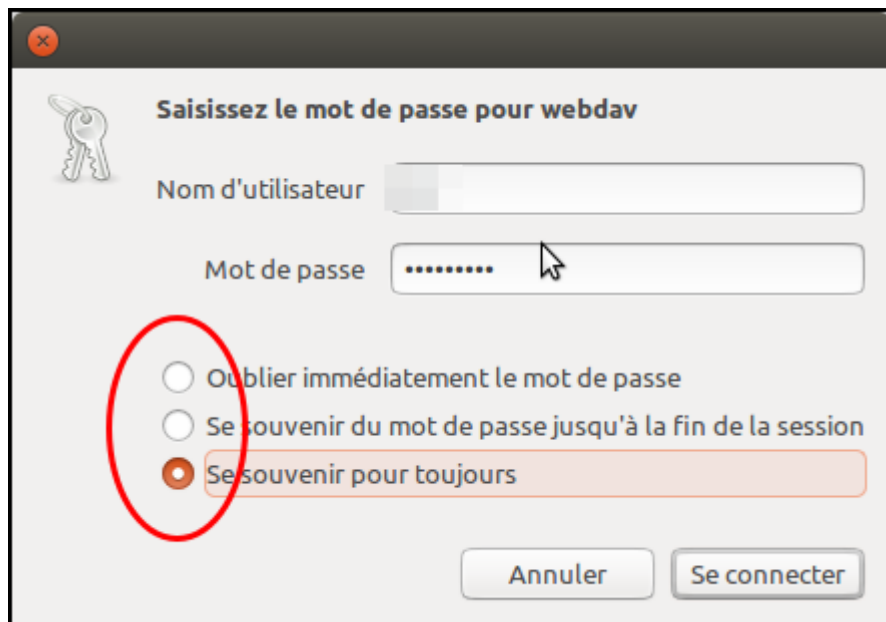 Saisissez le mot de passe pour webdav
Nom d'utilisateur
Mot de passe •••••••••
Oublier immédiatement le mot de passe
Se souvenir du mot de passe jusqu'à la fin de la session
Se souvenir pour toujours
Annuler Se connecter